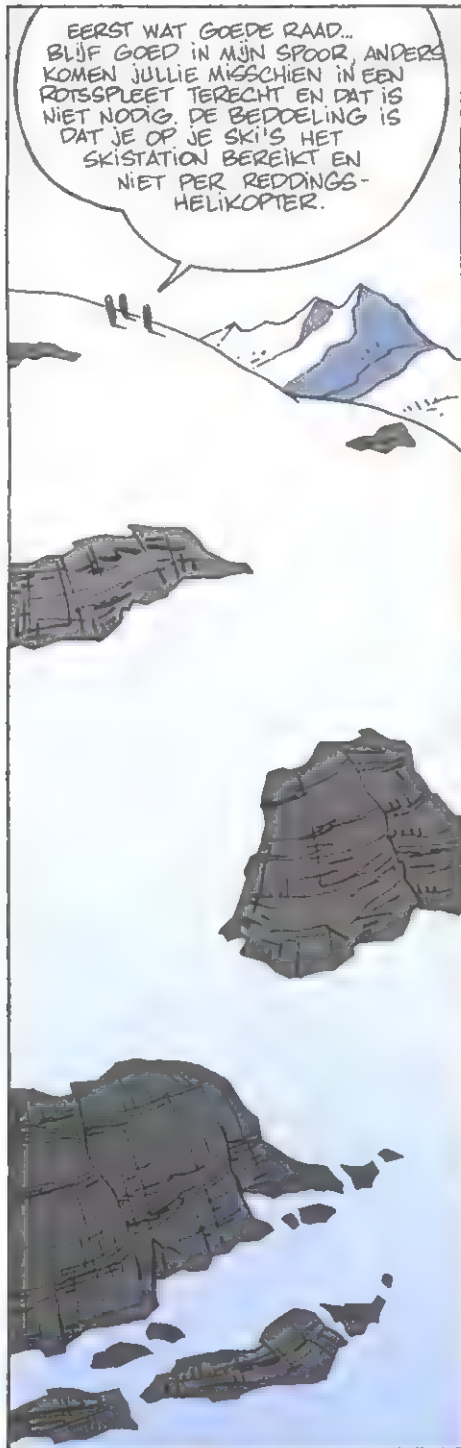 EERST WAT GOEDE RAAD...
BLIJF GOED IN MIJN SPOOR, ANDERS
KOMEN JULLIE MISSCHIEN IN EEN
ROTSSPLEET TERECHT EN DAT IS
NIET NODIG. DE BEDOELING IS
DAT JE OP JE SKI'S HET
SKISTATION BEREIKT EN
NIET PER REDDINGS-
HELIKOPTER.